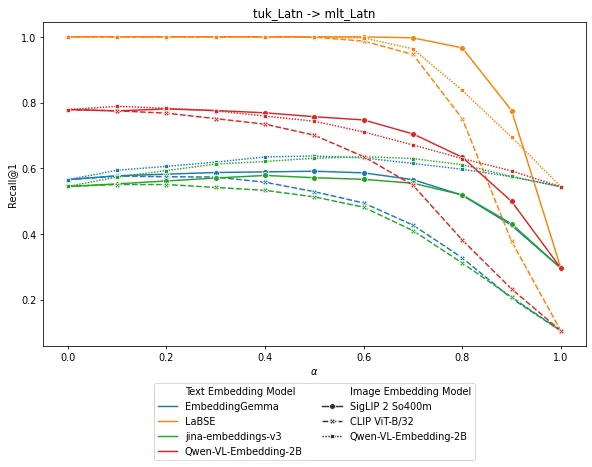 tuk_Latn -> mlt_Latn
1.0
0.8
0.6
0.4
0.2
Recall@1
0.0 0.2 0.4 0.6 0.8 1.0
α
Text Embedding Model
EmbeddingGemma
LaBSE
jina-embeddings-v3
Qwen-VL-Embedding-2B
Image Embedding Model
SigLIP 2 So400m
CLIP ViT-B/32
Qwen-VL-Embedding-2B